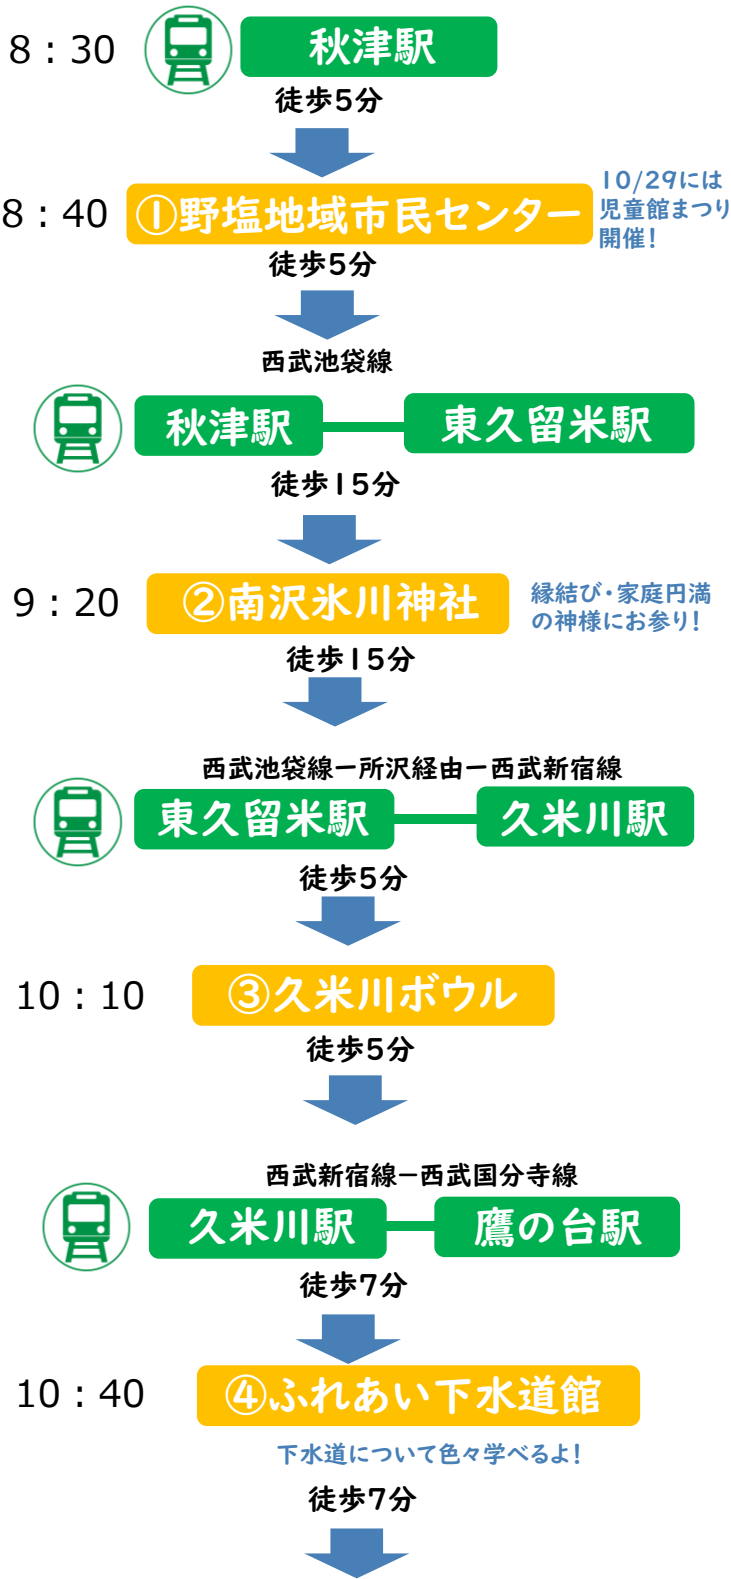 8：30
秋津駅
徒歩5分
8：40
①野塩地域市民センター
10/29には
児童館まつり
開催！
徒歩5分
西武池袋線
秋津駅
東久留米駅
徒歩15分
9：20
②南沢氷川神社
縁結び・家庭円満
の神様にお参り！
徒歩15分
西武池袋線ー所沢経由ー西武新宿線
東久留米駅
久米川駅
徒歩5分
10：10
③久米川ボウル
徒歩5分
西武新宿線－西武国分寺線
久米川駅
鷹の台駅
徒歩7分
10：40
④ふれあい下水道館
下水道について色々学べるよ！
徒歩7分